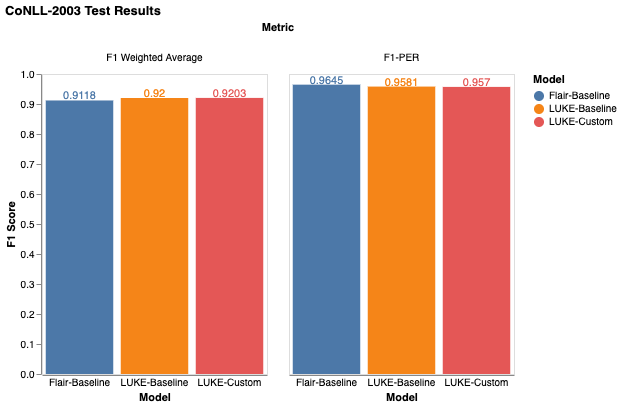 CoNLL-2003 Test Results
Metric
F1 Weighted Average
F1-PER
1.0
0.9
0.8
0.7
0.6
0.5
0.4
0.3
0.2
0.1
0.0
F1 Score
0.9118
0.92
0.9203
0.9645
0.9581
0.957
Flair-Baseline
LUKE-Baseline
LUKE-Custom
Model
Flair-Baseline
LUKE-Baseline
LUKE-Custom
Model
Model
Flair-Baseline
LUKE-Baseline
LUKE-Custom